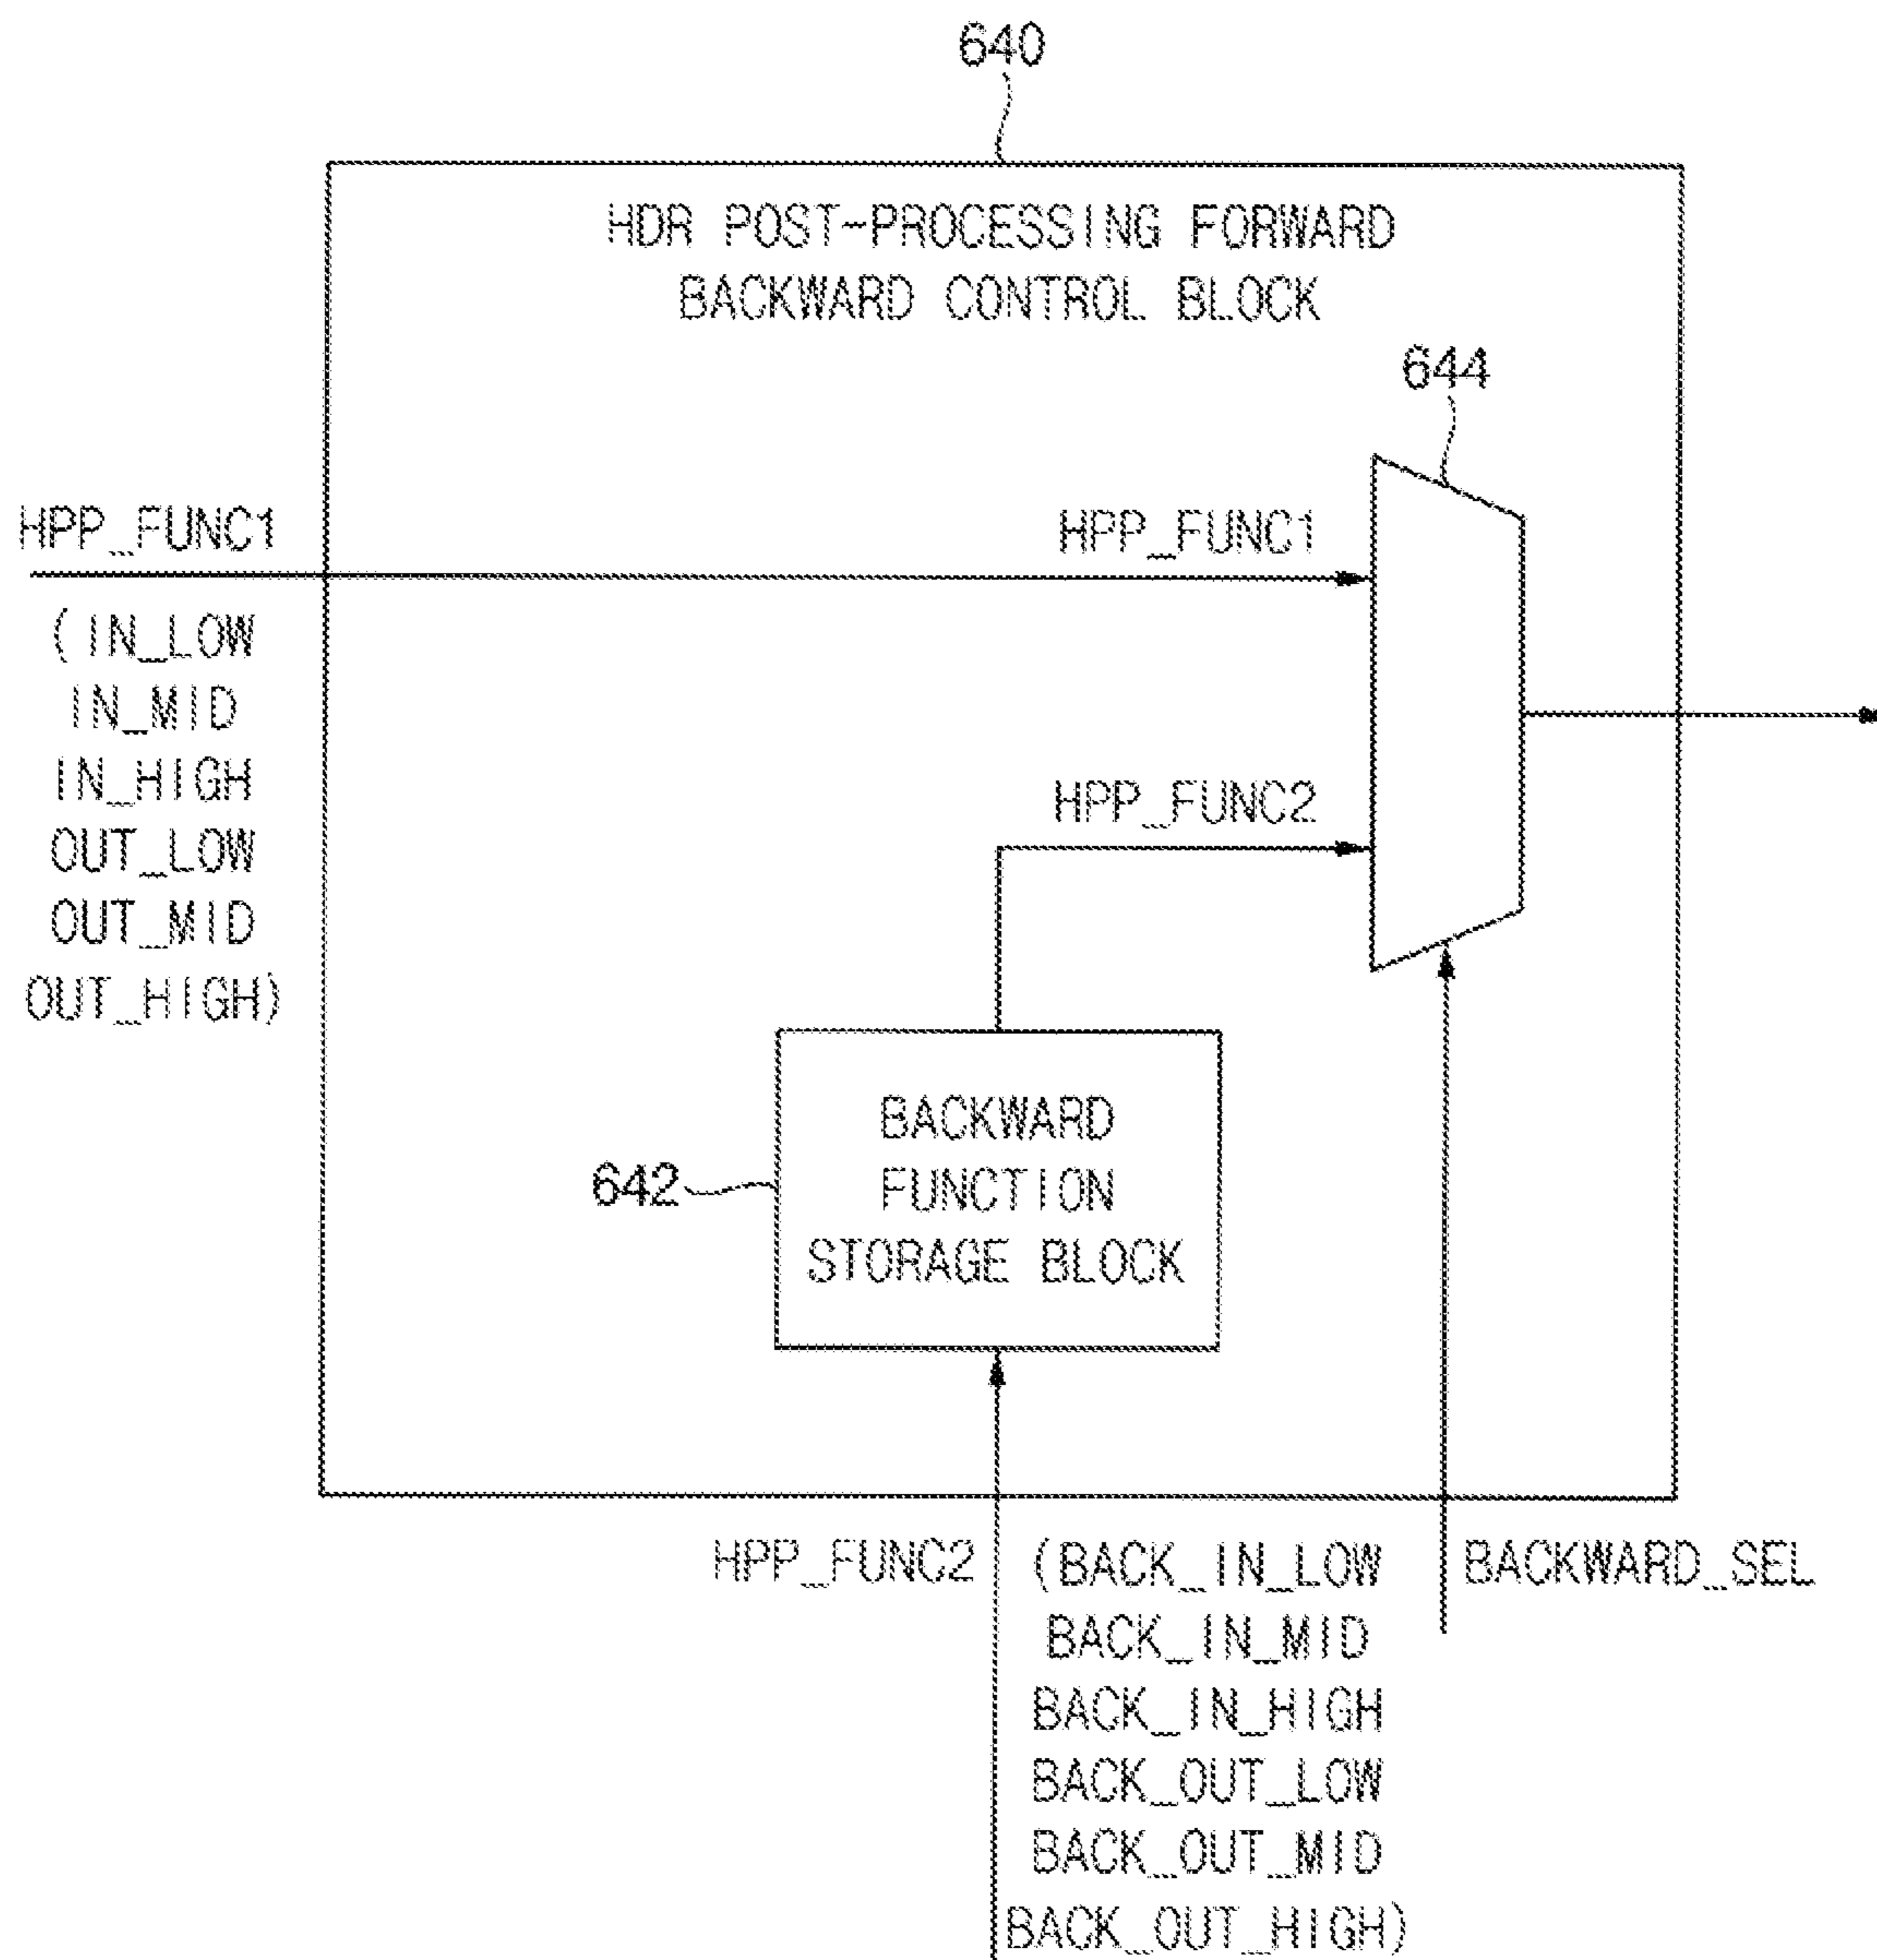 640
HDR POST-PROCESSING FORWARD
BACKWARD CONTROL BLOCK
644
HPP_FUNC1
HPP_FUNC1
(IN_LOW
IN_MID
IN_HIGH
OUT_LOW
OUT_MID
OUT_HIGH)
HPP_FUNC2
BACKWARD
FUNCTION
STORAGE BLOCK
642
HPP_FUNC2
(BACK_IN_LOW
BACK_IN_MID
BACK_IN_HIGH
BACK_OUT_LOW
BACK_OUT_MID
BACK_OUT_HIGH)
BACKWARD_SEL